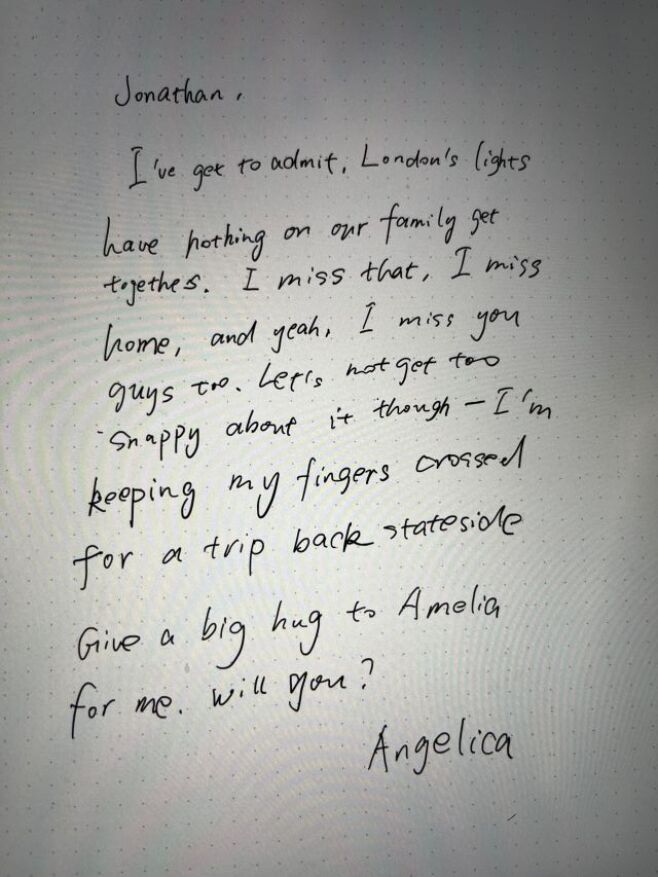 Jonathan,
I've get to admit, London's lights
have nothing on our family get
togethes. I miss that, I miss
home, and yeah, I miss you
guys too. Let's not get too
snappy about it though - I'm
keeping my fingers crossed
for a trip back stateside
Give a big hug to Amelia
for me. will you?
Angelica